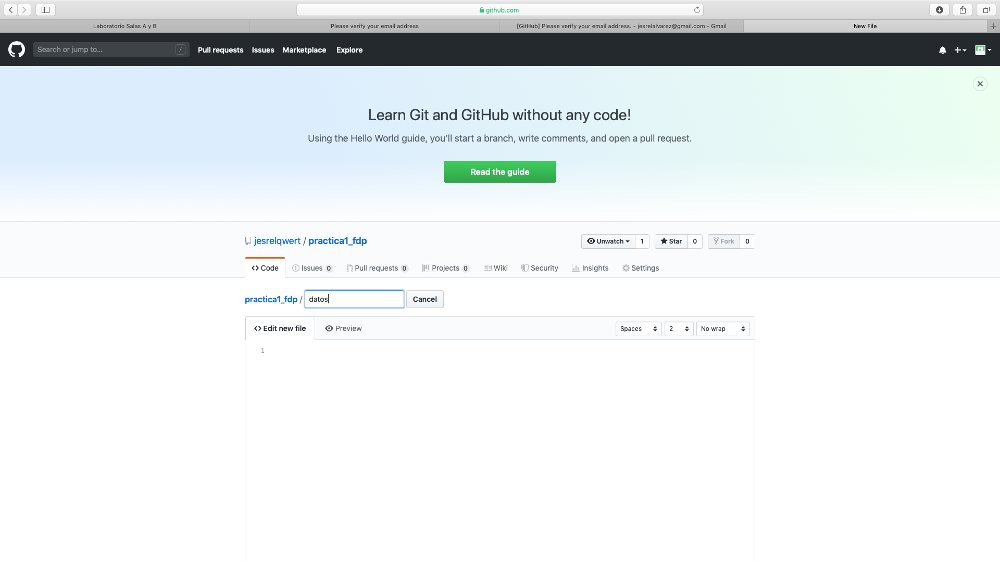 github.com
Laboratorio Salas A y B
Please verify your email address
[GitHub] Please verify your email address. - jesrelalvarez@gmail.com - Gmail
New File
Search or jump to... /
Pull requests Issues Marketplace Explore
Learn Git and GitHub without any code!
Using the Hello World guide, you’ll start a branch, write comments, and open a pull request.
Read the guide
jesrelqwert / practica1_fdp
Unwatch 1 Star 0 Fork 0
Code Issues 0 Pull requests 0 Projects 0 Wiki Security Insights Settings
practica1_fdp / datos Cancel
Edit new file Preview Spaces 2 No wrap
1